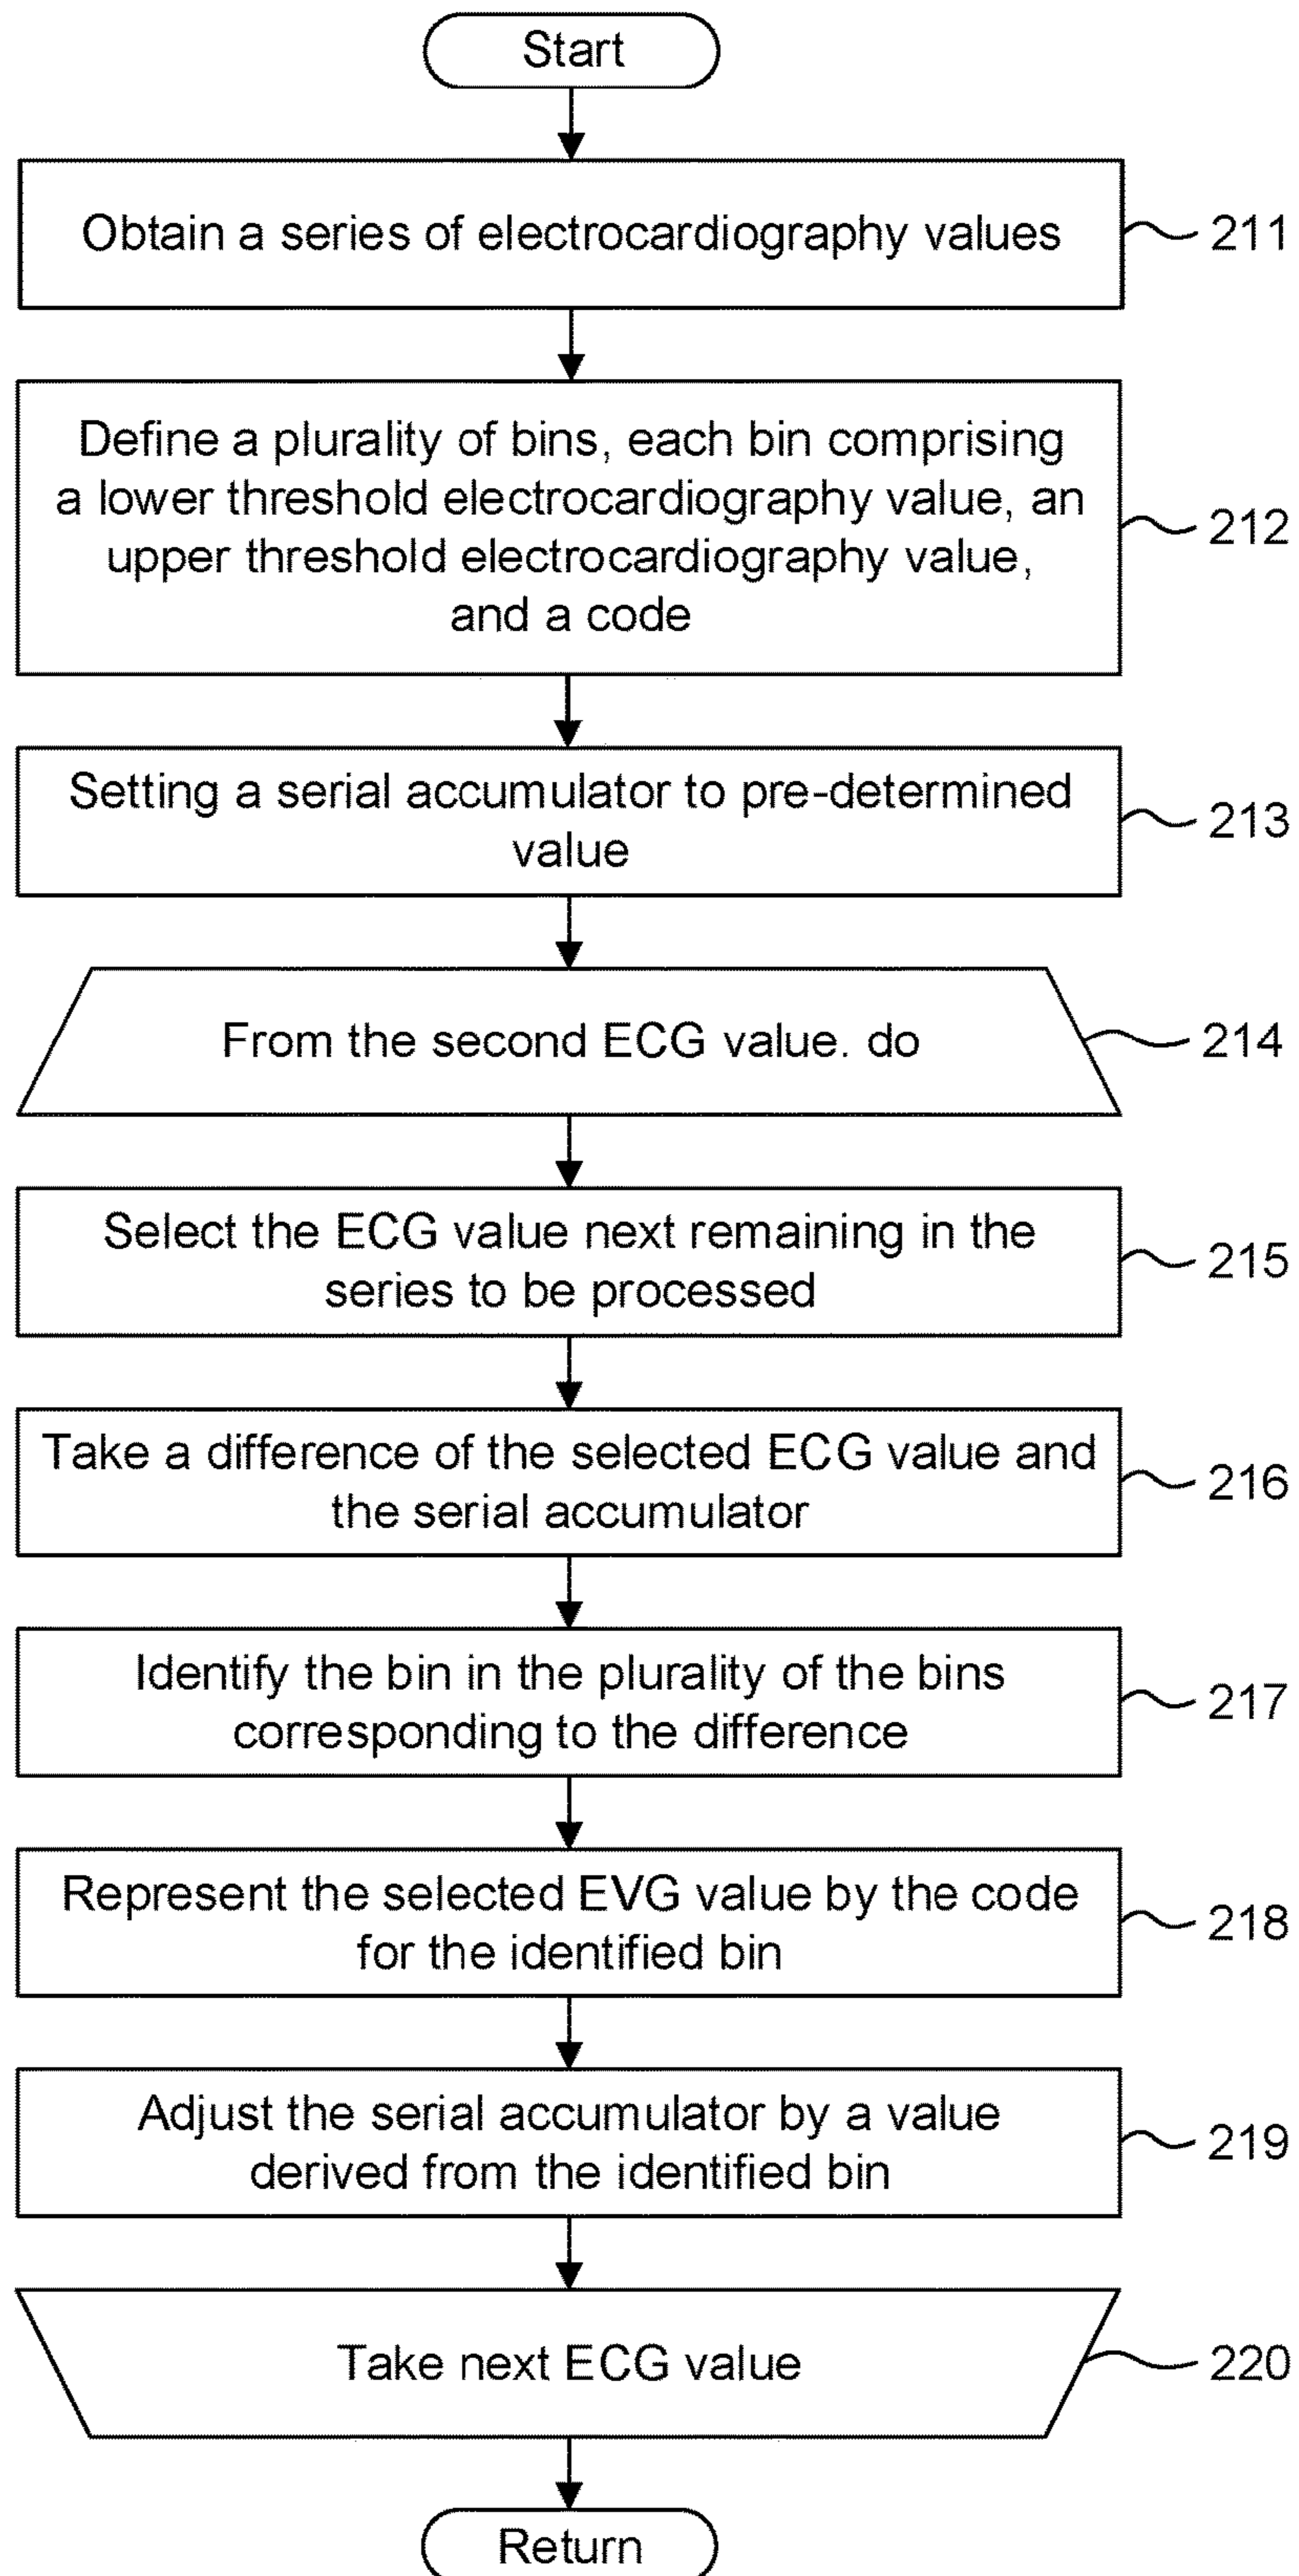 Start
Obtain a series of electrocardiography values
211
Define a plurality of bins, each bin comprising
a lower threshold electrocardiography value, an
upper threshold electrocardiography value,
and a code
212
Setting a serial accumulator to pre-determined
value
213
From the second ECG value. do
214
Select the ECG value next remaining in the
series to be processed
215
Take a difference of the selected ECG value and
the serial accumulator
216
Identify the bin in the plurality of the bins
corresponding to the difference
217
Represent the selected EVG value by the code
for the identified bin
218
Adjust the serial accumulator by a value
derived from the identified bin
219
Take next ECG value
220
Return